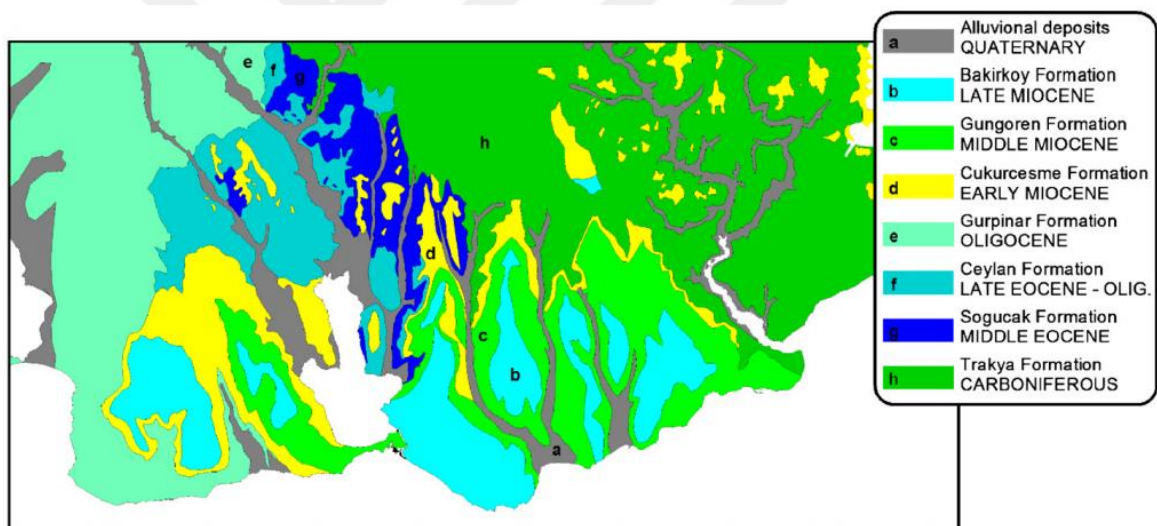 a Alluvional deposits
QUATERNARY
b Bakirkoy Formation
LATE MIOCENE
c Gungoren Formation
MIDDLE MIOCENE
d Cukurcesme Formation
EARLY MIOCENE
e Gurpinar Formation
OLIGOCENE
f Ceylan Formation
LATE EOCENE - OLIG.
g Sogucak Formation
MIDDLE EOCENE
h Trakya Formation
CARBONIFEROUS
e
f
g
h
d
c
b
a